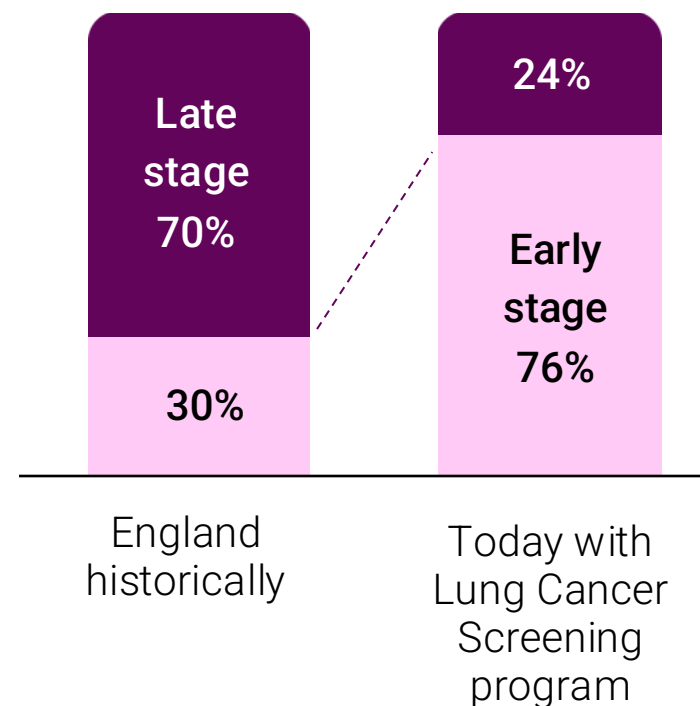 Late
stage
70%
30%
24%
Early
stage
76%
England
historically
Today with
Lung Cancer
Screening
program